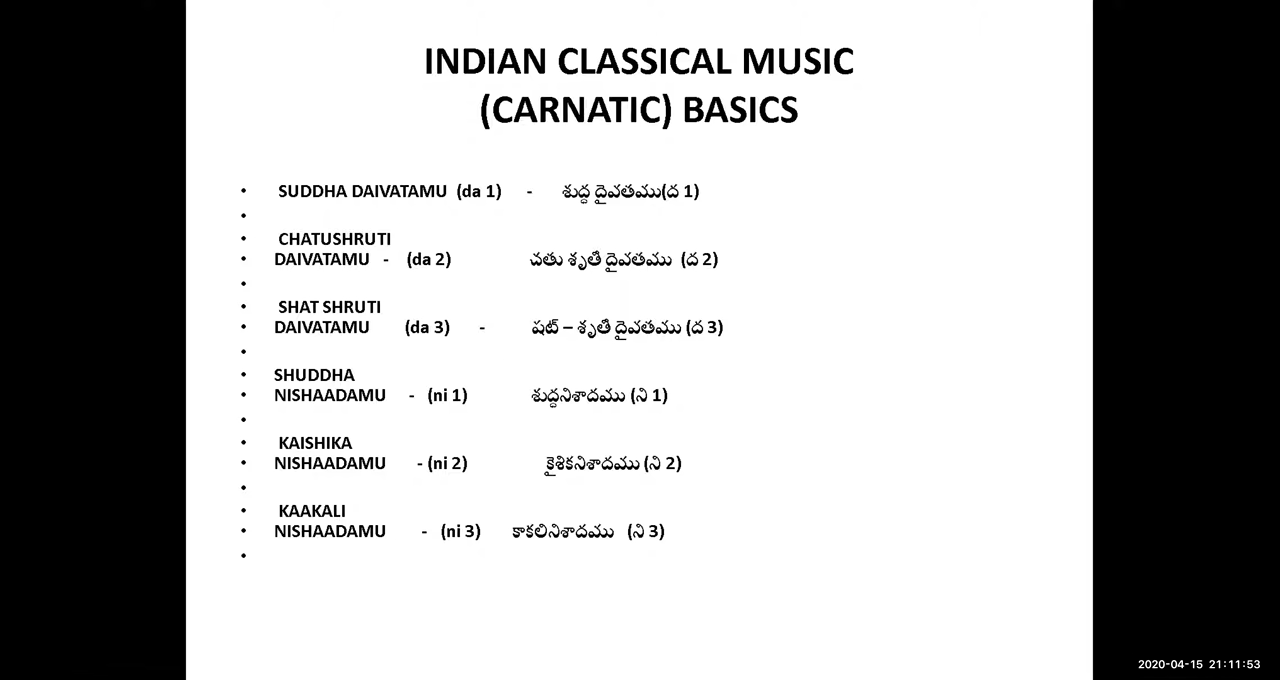 INDIAN CLASSICAL MUSIC
(CARNATIC) BASICS
• SUDDHA DAIVATAMU (da 1) - శుద్ధ దైవతము(ద 1)
•
• CHATUSHRUTI
• DAIVATAMU - (da 2) చతు శృతి దైవతము (ద 2)
•
• SHAT SHRUTI
• DAIVATAMU (da 3) - షట్ – శృతి దైవతము (ద 3)
•
• SHUDDHA
• NISHAADAMU - (ni 1) శుద్ధనిశాదము (ని 1)
•
• KAISHIKA
• NISHAADAMU - (ni 2) కైశికనిశాదము (ని 2)
•
• KAAKALI
• NISHAADAMU - (ni 3) కాకలినిశాదము (ని 3)
•
2020-04-15 21:11:53